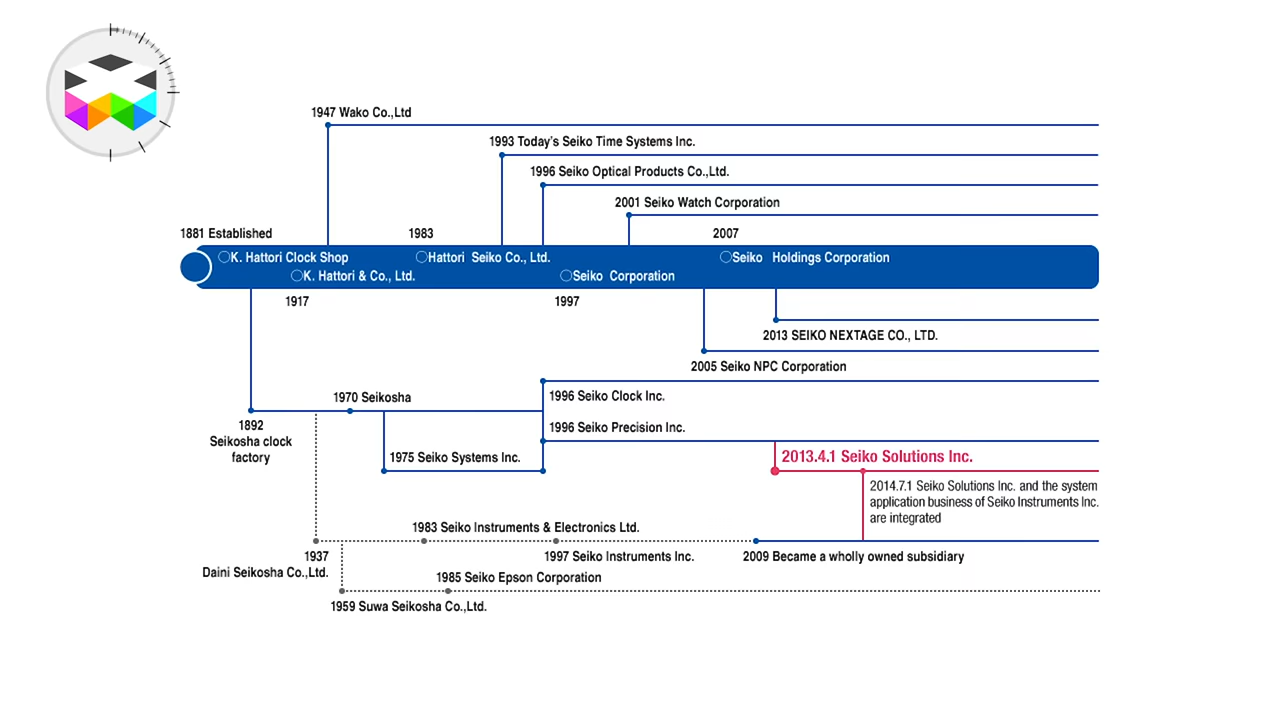 1947 Wako Co.,Ltd
1993 Today's Seiko Time Systems Inc.
1996 Seiko Optical Products Co.,Ltd.
2001 Seiko Watch Corporation
1881 Established
1983
2007
K. Hattori Clock Shop
Hattori Seiko Co., Ltd.
Seiko Holdings Corporation
K. Hattori & Co., Ltd.
Seiko Corporation
1917
1997
2013 SEIKO NEXTAGE CO., LTD.
2005 Seiko NPC Corporation
1970 Seikosha
1996 Seiko Clock Inc.
1892
Seikosha clock
factory
1996 Seiko Precision Inc.
1975 Seiko Systems Inc.
2013.4.1 Seiko Solutions Inc.
2014.7.1 Seiko Solutions Inc. and the system
application business of Seiko Instruments Inc.
are integrated
1983 Seiko Instruments & Electronics Ltd.
1937
Daini Seikosha Co.,Ltd.
1997 Seiko Instruments Inc.
2009 Became a wholly owned subsidiary
1985 Seiko Epson Corporation
1959 Suwa Seikosha Co.,Ltd.